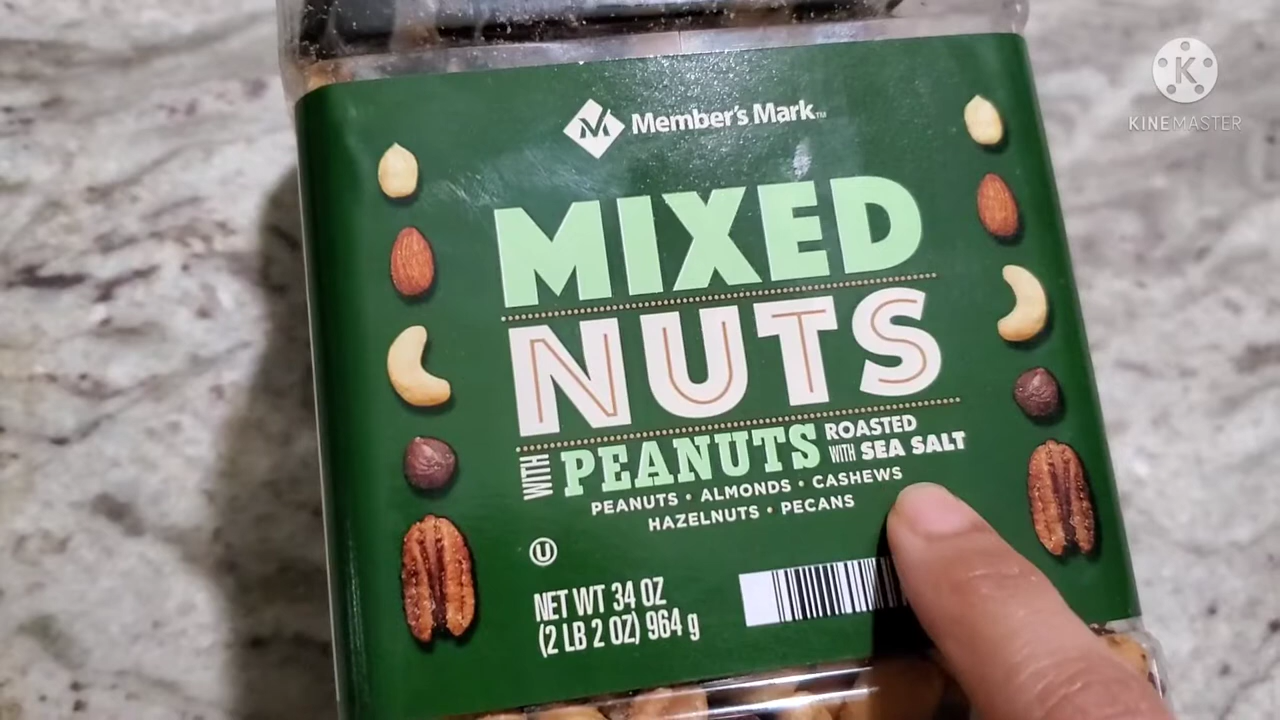 Member's Mark™
MIXED
NUTS
WITH PEANUTS ROASTED WITH SEA SALT
PEANUTS • ALMONDS • CASHEWS
HAZELNUTS • PECANS
U
NET WT 34 OZ
(2 LB 2 OZ) 964 g
K
KINEMASTER